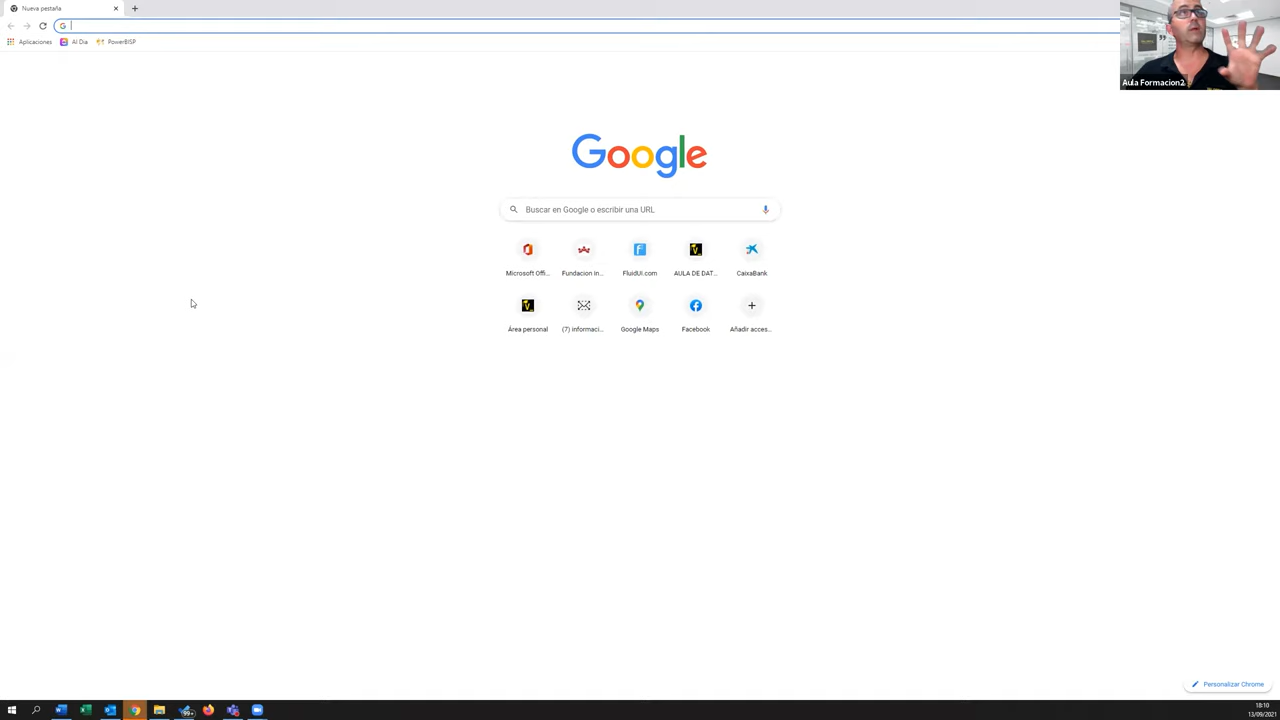 Nueva pestaña
Aplicaciones
Al Dia
PowerBISP
Aula Formacion2
Google
Buscar en Google o escribir una URL
Microsoft Offi...
Fundacion In...
FluidUI.com
AULA DE DAT...
CaixaBank
Área personal
(7) informaci...
Google Maps
Facebook
Añadir acces...
Personalizar Chrome
99+
18:10
13/09/2021